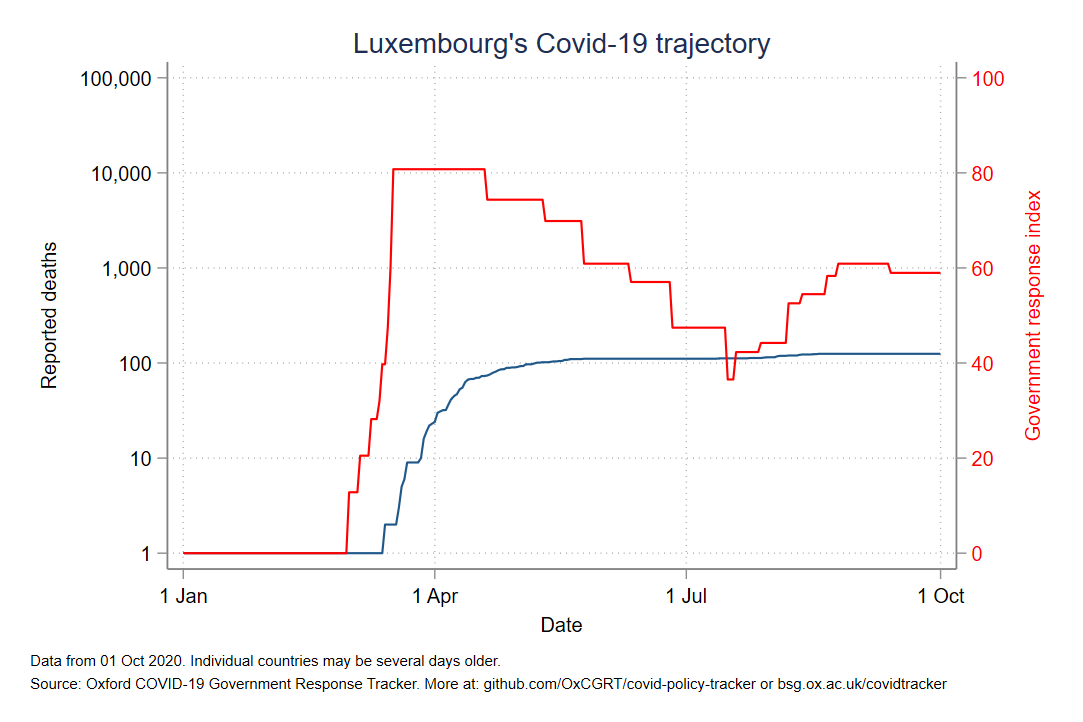 Luxembourg's Covid-19 trajectory
100,000
10,000
1,000
100
10
1
Reported deaths
100
80
60
40
20
0
Government response index
1 Jan
1 Apr
1 Jul
1 Oct
Date
Data from 01 Oct 2020. Individual countries may be several days older.
Source: Oxford COVID-19 Government Response Tracker. More at: github.com/OxCGRT/covid-policy-tracker or bsg.ox.ac.uk/covidtracker